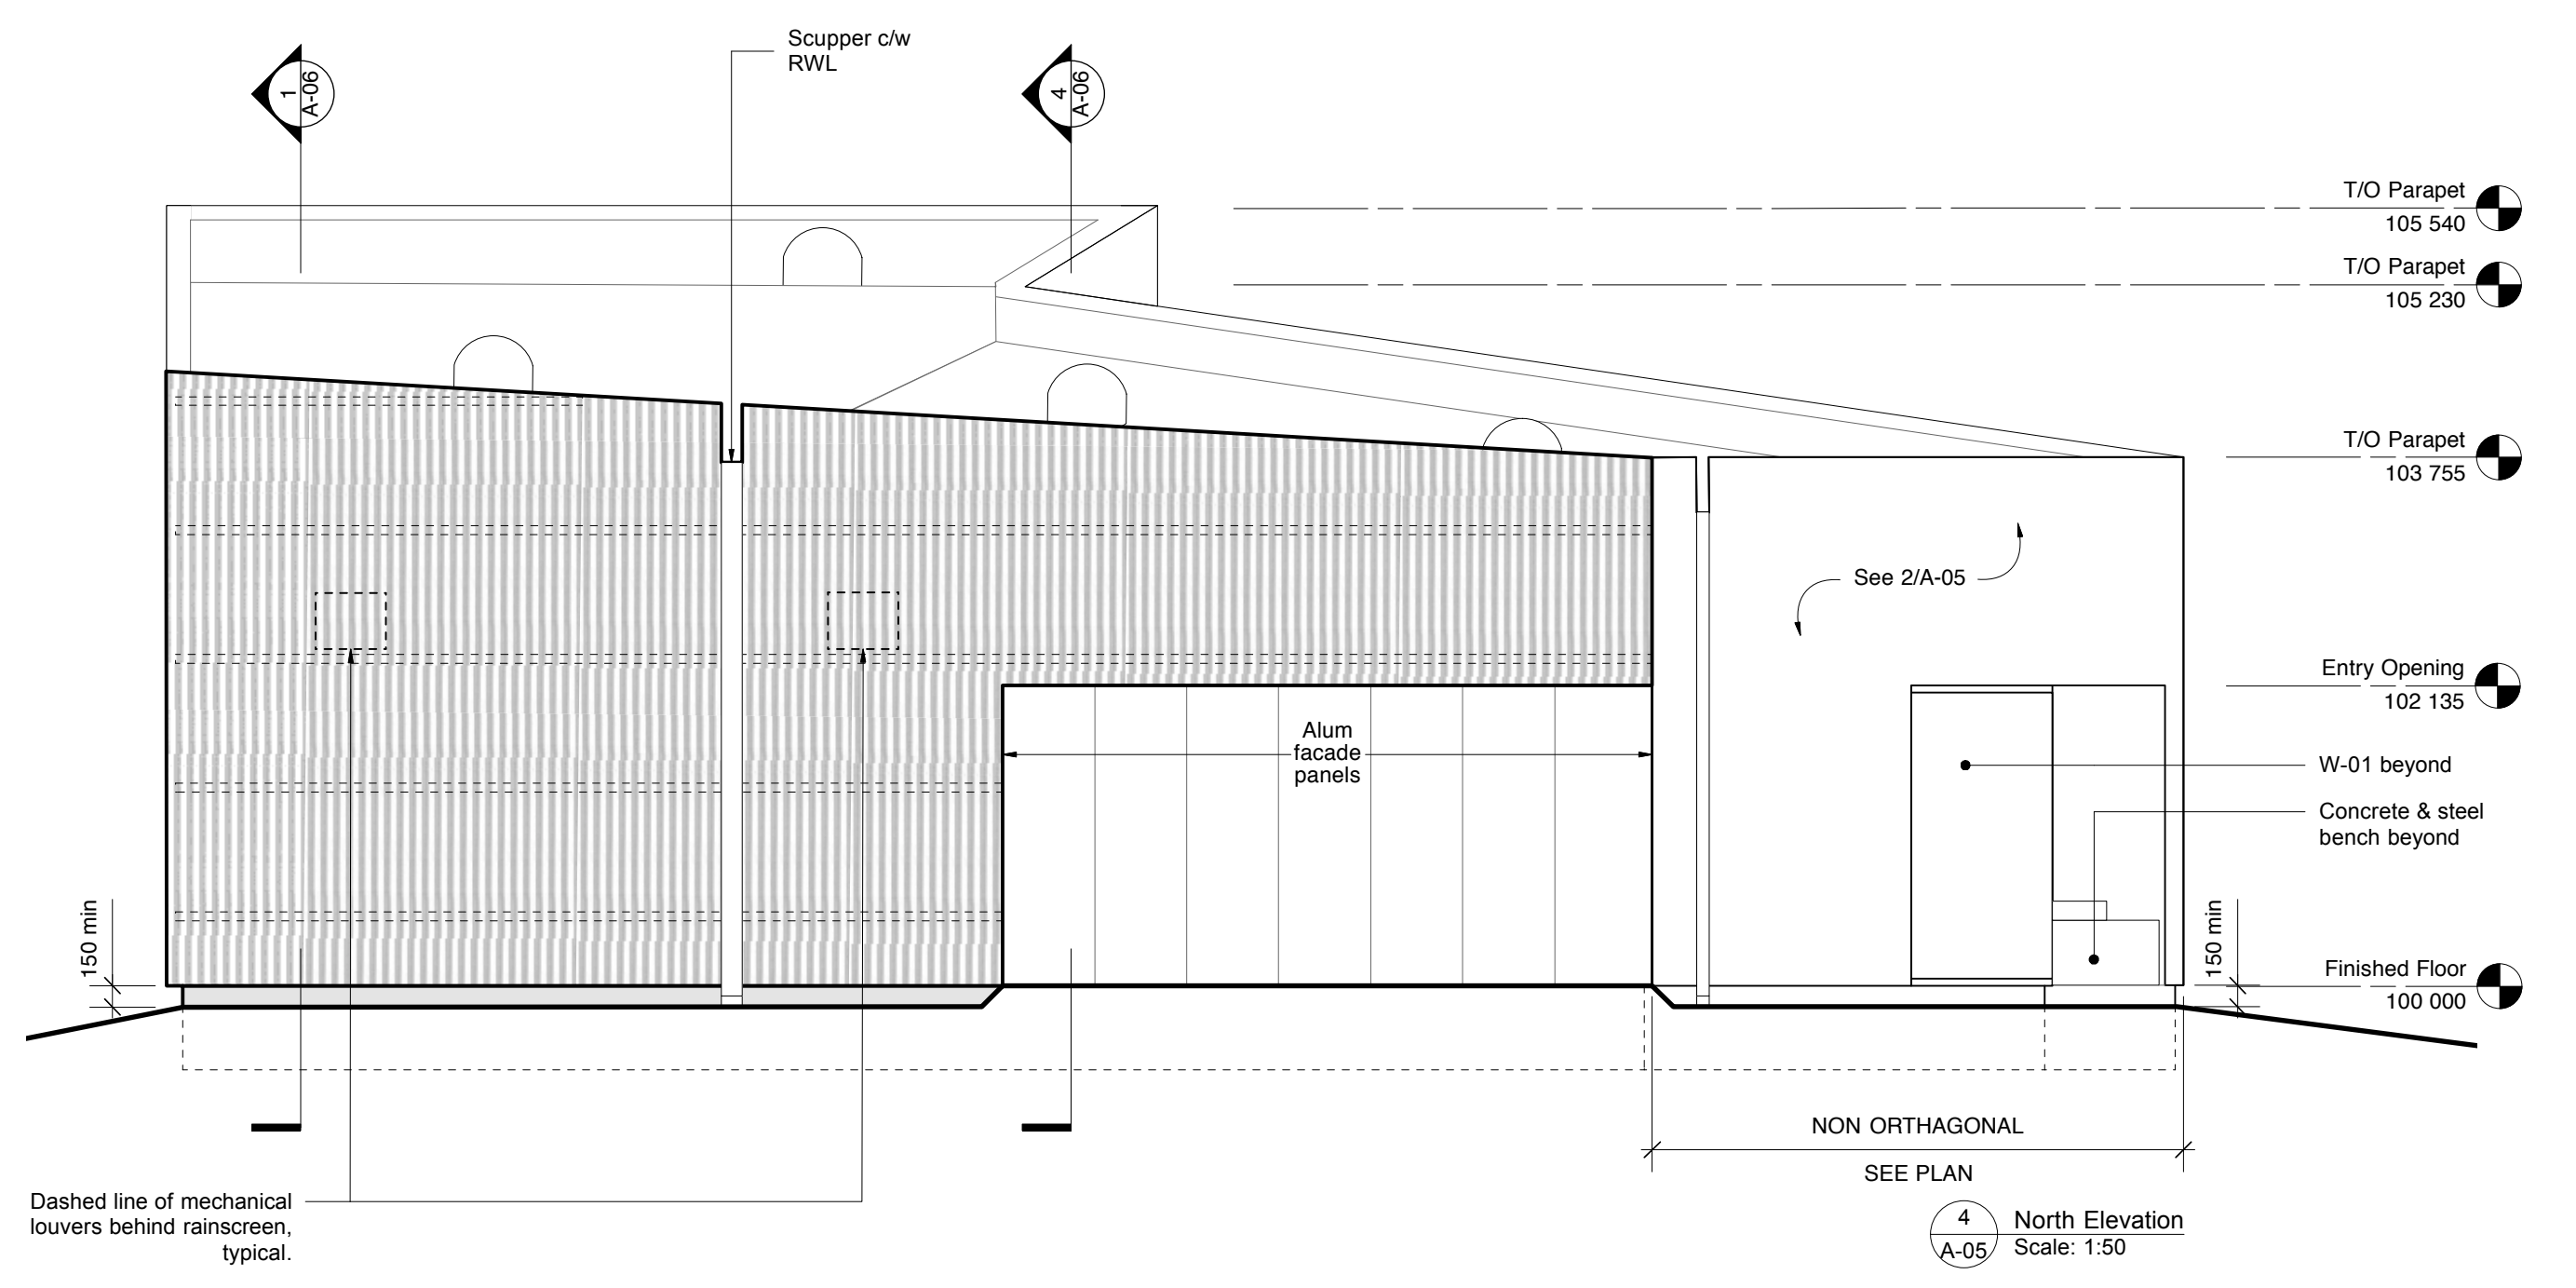 Scupper c/w
RWL
1
A-06
4
A-06
T/O Parapet
105 540
T/O Parapet
105 230
T/O Parapet
103 755
See 2/A-05
Entry Opening
102 135
Alum
facade
panels
W-01 beyond
Concrete & steel
bench beyond
150 min
150 min
Finished Floor
100 000
NON ORTHAGONAL
SEE PLAN
Dashed line of mechanical
louvers behind rainscreen,
typical.
4
A-05
North Elevation
Scale: 1:50